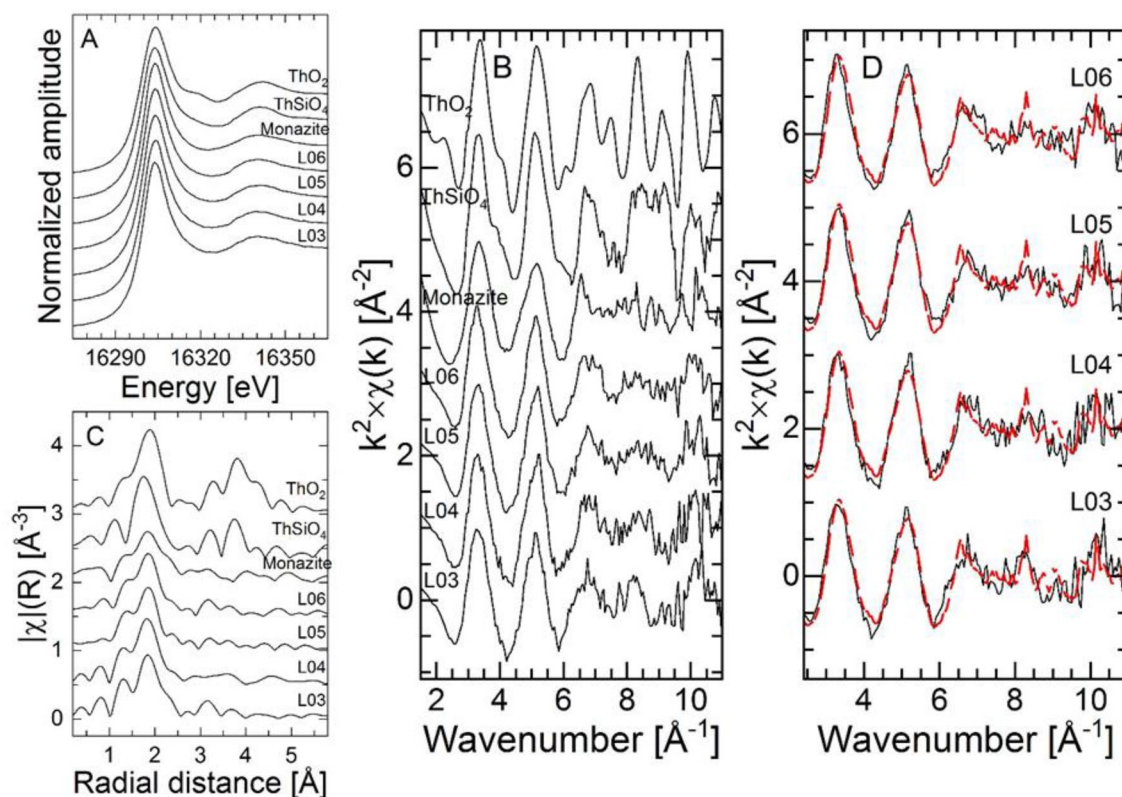 A
ThO2
ThSiO4
Monazite
L06
L05
L04
L03
Normalized amplitude
16290 16320 16350
Energy [eV]
C
4
3
2
1
0
ThO2
ThSiO4
Monazite
L06
L05
L04
L03
|χ|(R) [Å-3]
1 2 3 4 5
Radial distance [Å]
B
ThO2
ThSiO4
Monazite
L06
L05
L04
L03
6
4
2
0
k2×χ(k) [Å-2]
2 4 6 8 10
Wavenumber [Å-1]
D
L06
L05
L04
L03
6
4
2
0
k2×χ(k) [Å-2]
4 6 8 10
Wavenumber [Å-1]